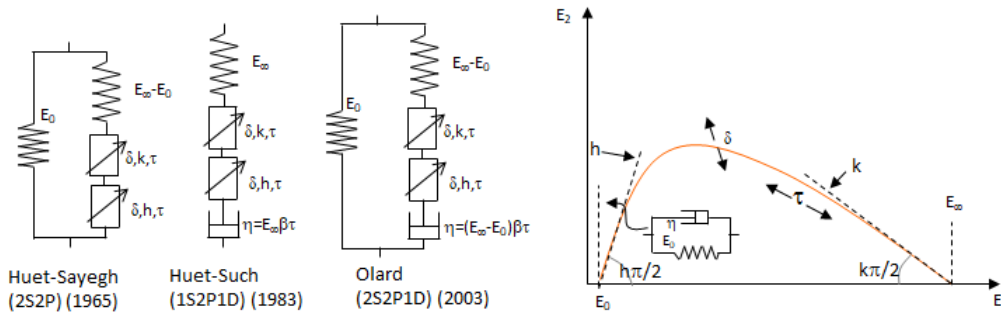 E₀
E∞-E₀
δ,k,τ
δ,h,τ
Huet-Sayegh
(2S2P) (1965)
E∞
δ,k,τ
δ,h,τ
η=E∞βτ
Huet-Such
(1S2P1D) (1983)
E₀
E∞-E₀
δ,k,τ
δ,h,τ
η=(E∞-E₀)βτ
Olard
(2S2P1D) (2003)
E₂
h
δ
k
τ
E∞
η
E₀
hπ/2
kπ/2
E₀
E